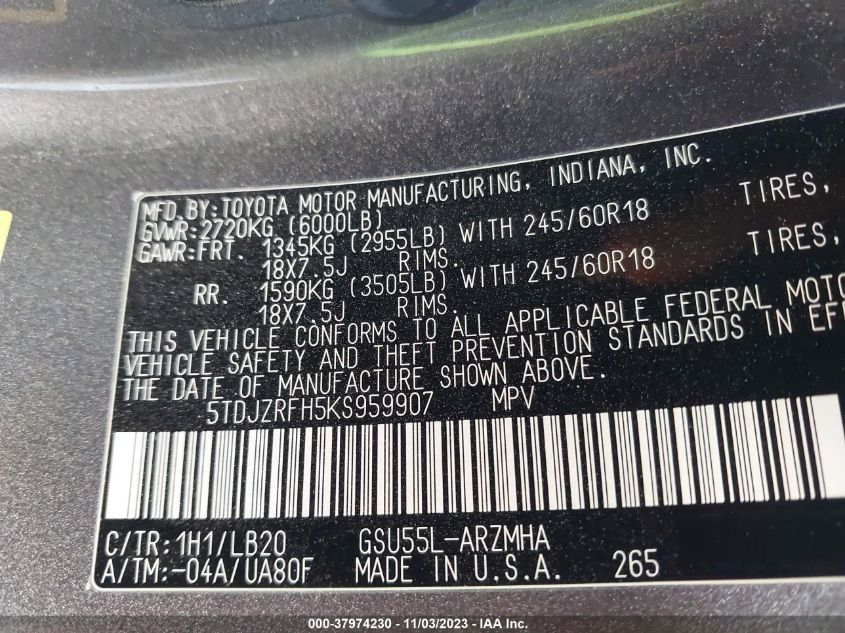 MFD.BY:TOYOTA MOTOR MANUFACTURING, INDIANA, INC.
GVWR:2720KG (6000LB)
GAWR:FRT. 1345KG (2955LB) WITH 245/60R18 TIRES,
18X7.5J RIMS.
RR. 1590KG (3505LB) WITH 245/60R18 TIRES,
18X7.5J RIMS.
THIS VEHICLE CONFORMS TO ALL APPLICABLE FEDERAL MOTO
VEHICLE SAFETY AND THEFT PREVENTION STANDARDS IN EFF
THE DATE OF MANUFACTURE SHOWN ABOVE.
5TDJZRFH5KS959907 MPV
C/TR:1H1/LB20 GSU55L-ARZMHA
A/TM:-04A/UA80F MADE IN U.S.A. 265
000-37974230 - 11/03/2023 - IAA Inc.